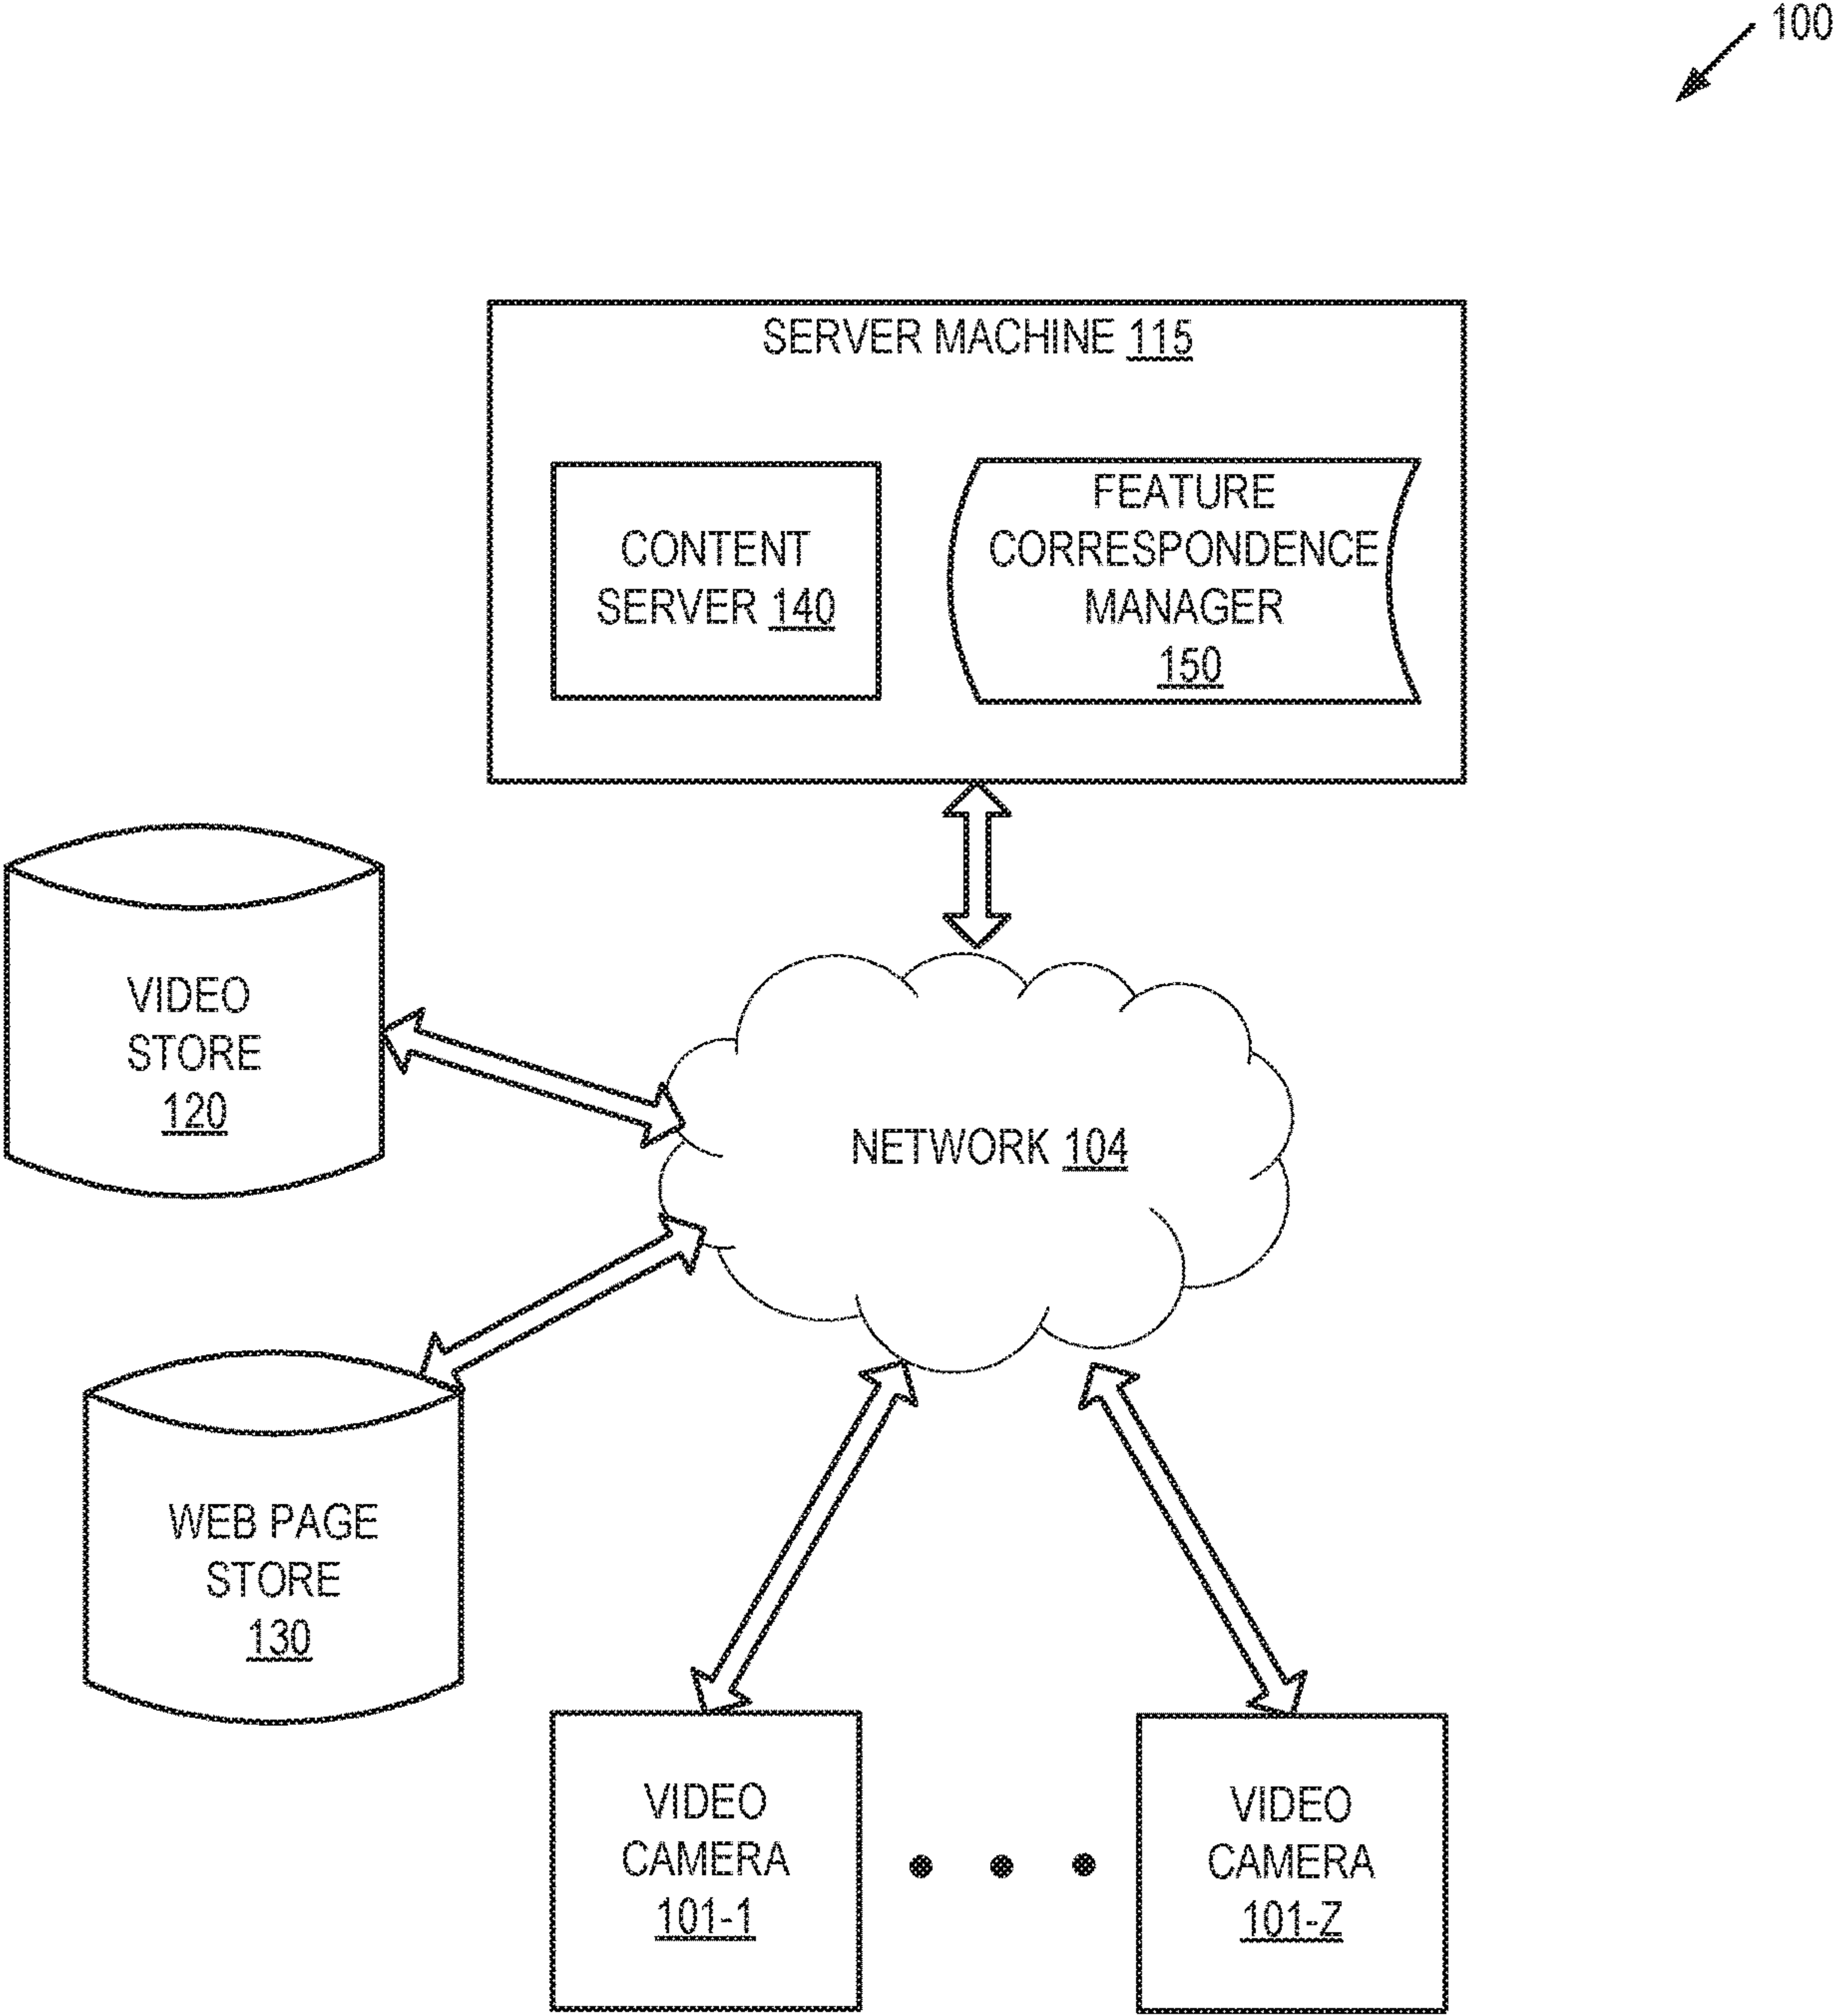 100
SERVER MACHINE 115
CONTENT
SERVER 140
FEATURE
CORRESPONDENCE
MANAGER
150
VIDEO
STORE
120
NETWORK 104
WEB PAGE
STORE
130
VIDEO
CAMERA
101-1
VIDEO
CAMERA
101-Z